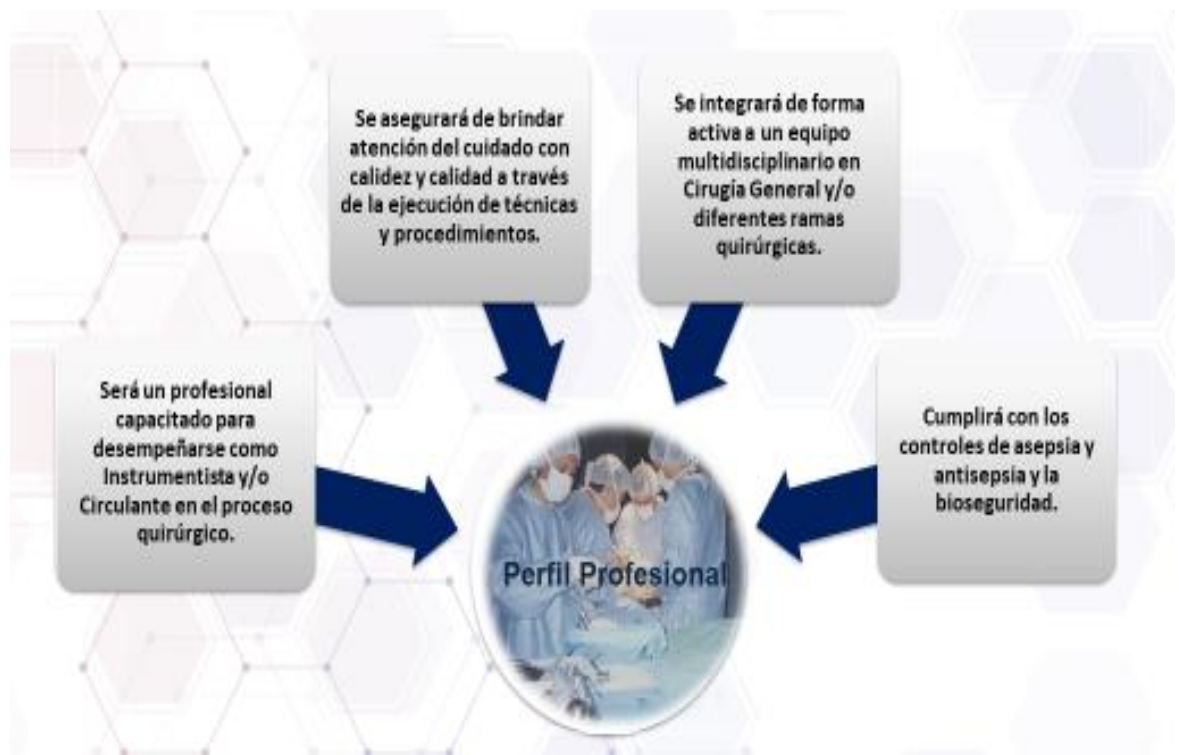 Se asegurará de brindar
atención del cuidado con
calidez y calidad a través
de la ejecución de técnicas
y procedimientos.
Se integrará de forma
activa a un equipo
multidisciplinario en
Cirugía General y/o
diferentes ramas
quirúrgicas.
Será un profesional
capacitado para
desempeñarse como
Instrumentista y/o
Circulante en el proceso
quirúrgico.
Cumplirá con los
controles de asepsia y
antisepsia y la
bioseguridad.
Perfil Profesional